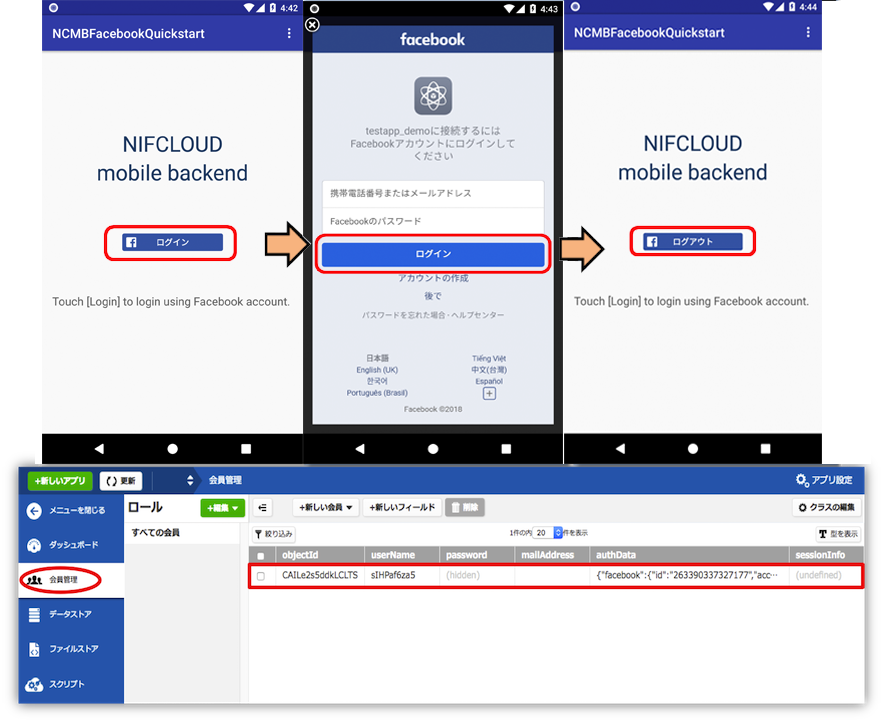 4:42
NCMBFacebookQuickstart
NIFCLOUD
mobile backend
ログイン
Touch [Login] to login using Facebook account.
4:43
facebook
testapp_demoに接続するには
Facebookアカウントにログインして
ください
携帯電話番号またはメールアドレス
Facebookのパスワード
ログイン
アカウントの作成
後で
パスワードを忘れた場合・ヘルプセンター
日本語 Tiếng Việt
English (UK) 中文(台灣)
한국어 Español
Português (Brasil)
Facebook ©2018
4:44
NCMBFacebookQuickstart
NIFCLOUD
mobile backend
ログアウト
Touch [Login] to login using Facebook account.
+新しいアプリ 更新 会員管理 アプリ設定
メニューを閉じる
ダッシュボード
会員管理
データストア
ファイルストア
スクリプト
ロール +編集
すべての会員
+新しい会員 +新しいフィールド 削除 クラスの編集
絞り込み 1件の内 20 件を表示 型を表示
objectId userName password mailAddress authData sessionInfo
CAILe2s5ddkLCLTS sIHPaf6za5 (hidden) {"facebook":{"id":"263390337327177","acc… (undefined)